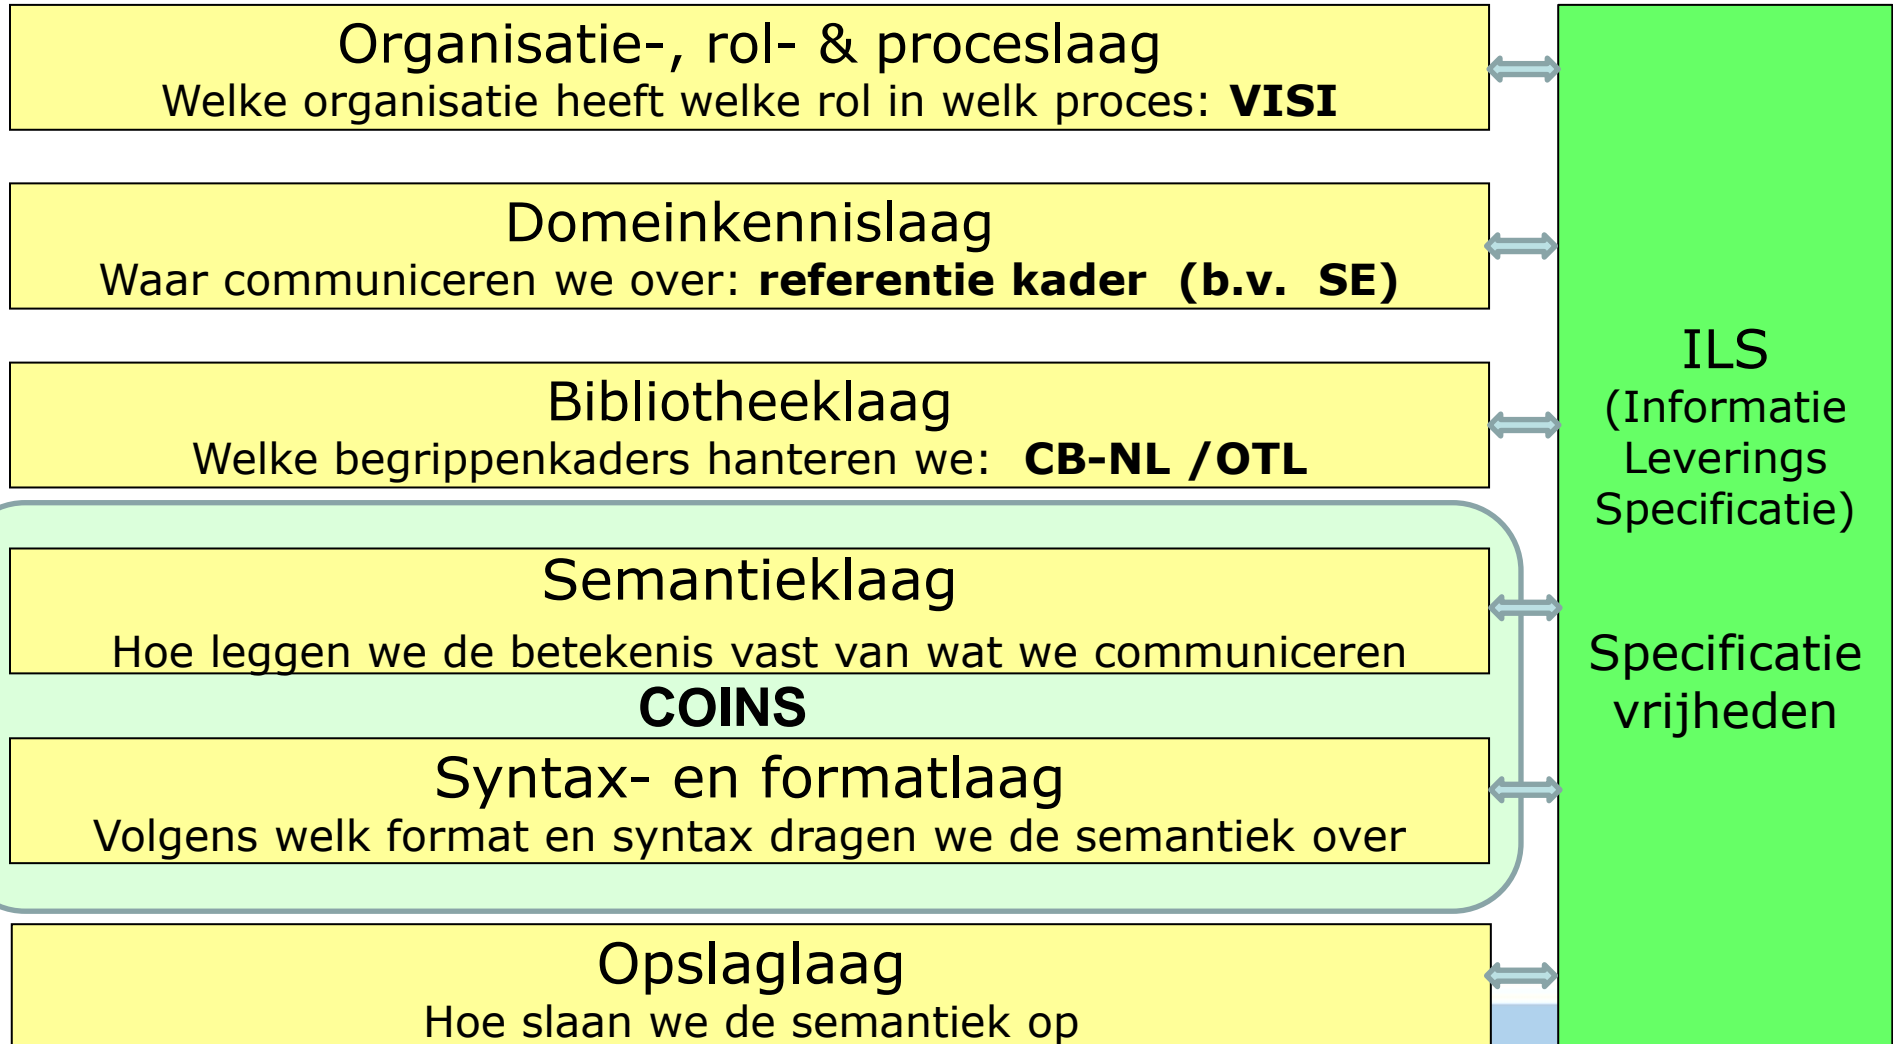 Organisatie-, rol- & proceslaag
Welke organisatie heeft welke rol in welk proces: VISI
Domeinkennislaag
Waar communiceren we over: referentie kader (b.v. SE)
Bibliotheeklaag
Welke begrippenkaders hanteren we: CB-NL /OTL
Semantieklaag
Hoe leggen we de betekenis vast van wat we communiceren
COINS
Syntax- en formatlaag
Volgens welk format en syntax dragen we de semantiek over
Opslaglaag
Hoe slaan we de semantiek op
ILS
(Informatie
Leverings
Specificatie)
Specificatie
vrijheden